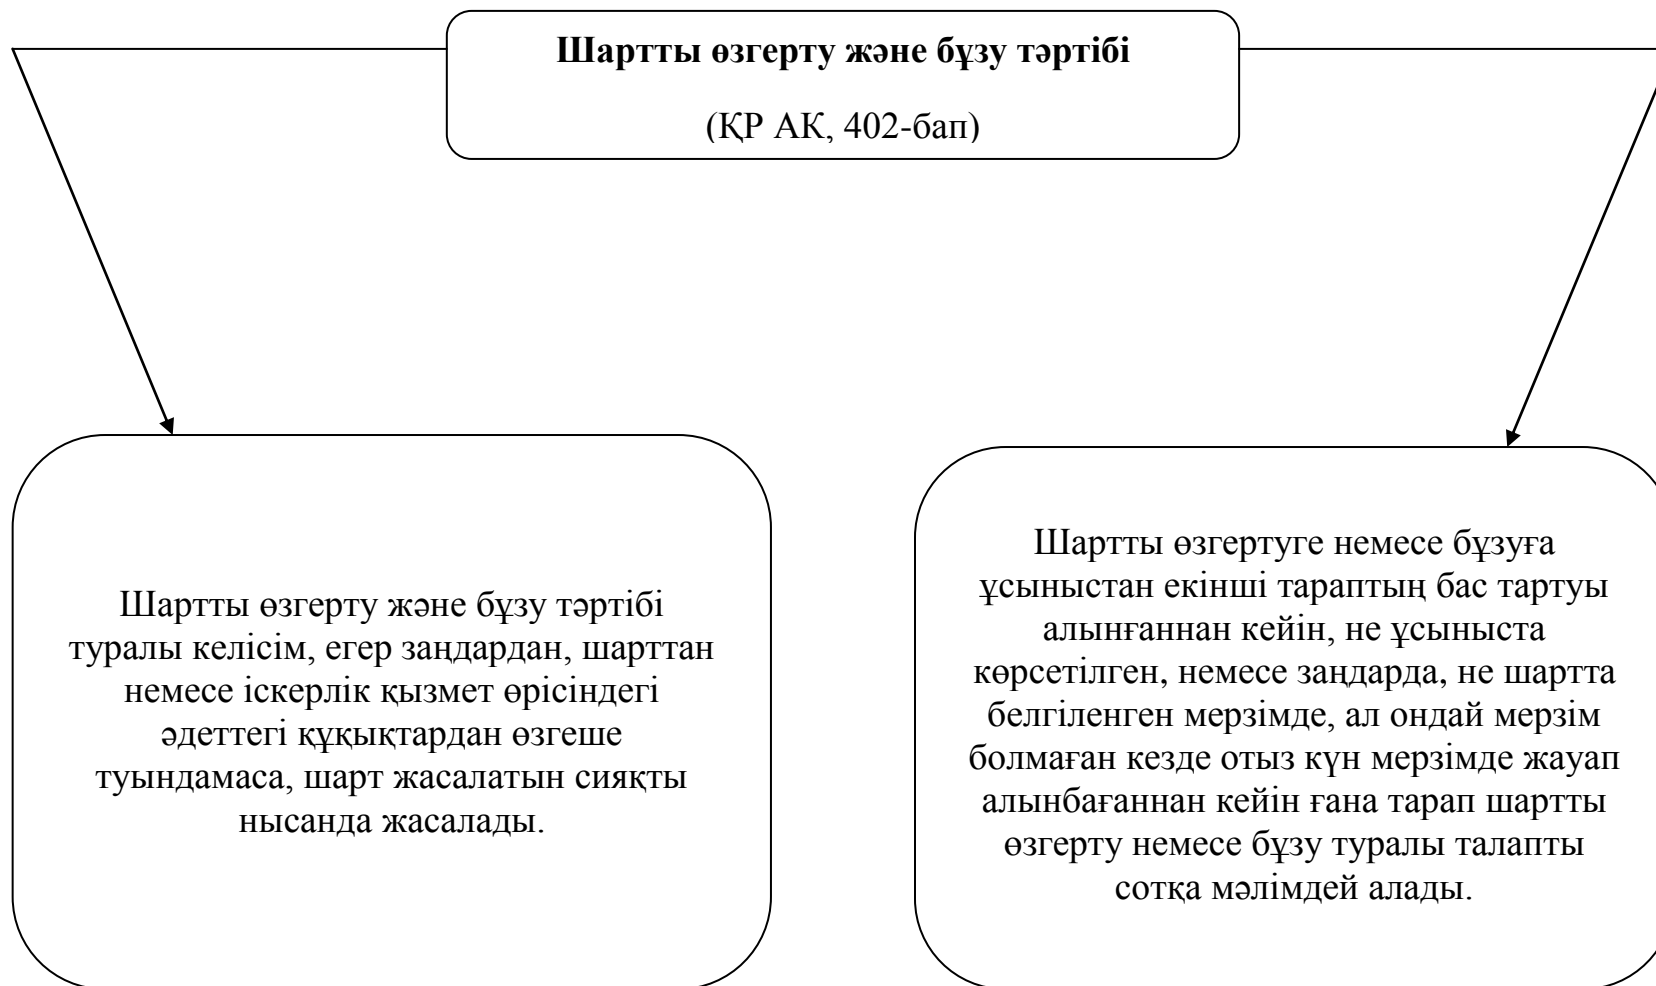 Шартты өзгерту және бұзу тәртібі
(ҚР АК, 402-бап)
Шартты өзгерту және бұзу тәртібі
туралы келісім, егер заңдардан, шарттан
немесе іскерлік қызмет өрісіндегі
әдеттегі құқықтардан өзгеше
туындамаса, шарт жасалатын сияқты
нысанда жасалады.
Шартты өзгертуге немесе бұзуға
ұсыныстан екінші тараптың бас тартуы
алынғаннан кейін, не ұсыныста
көрсетілген, немесе заңдарда, не шартта
белгіленген мерзімде, ал ондай мерзім
болмаған кезде отыз күн мерзімде жауап
алынбағаннан кейін ғана тарап шартты
өзгерту немесе бұзу туралы талапты
сотқа мәлімдей алады.